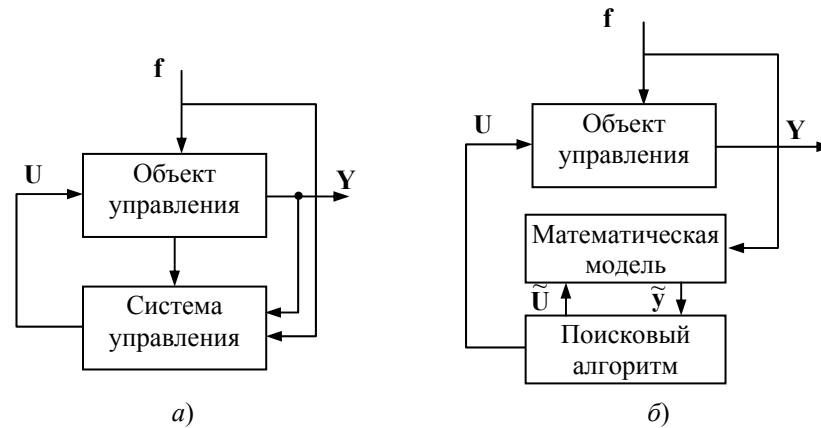 f
U
Объект
управления
Y
Система
управления
а)
f
U
Объект
управления
Y
Математическая
модель
Ũ
ỹ
Поисковый
алгоритм
б)